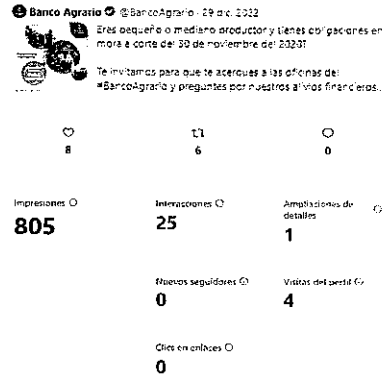 Banco Agrario @BancoAgrario · 29 dic. 2022
Eres pequeño o mediano productor y tienes obligaciones en
mora a corte del 30 de noviembre del
Te invitamos para que te acerques a las oficinas del
#BancoAgrario y preguntes por nuestros alivios financieros...
8 6 0
Impresiones
805
Interacciones
25
Ampliaciones de
detalles
1
Nuevos seguidores
0
Visitas del perfil
4
Clics en enlaces
0